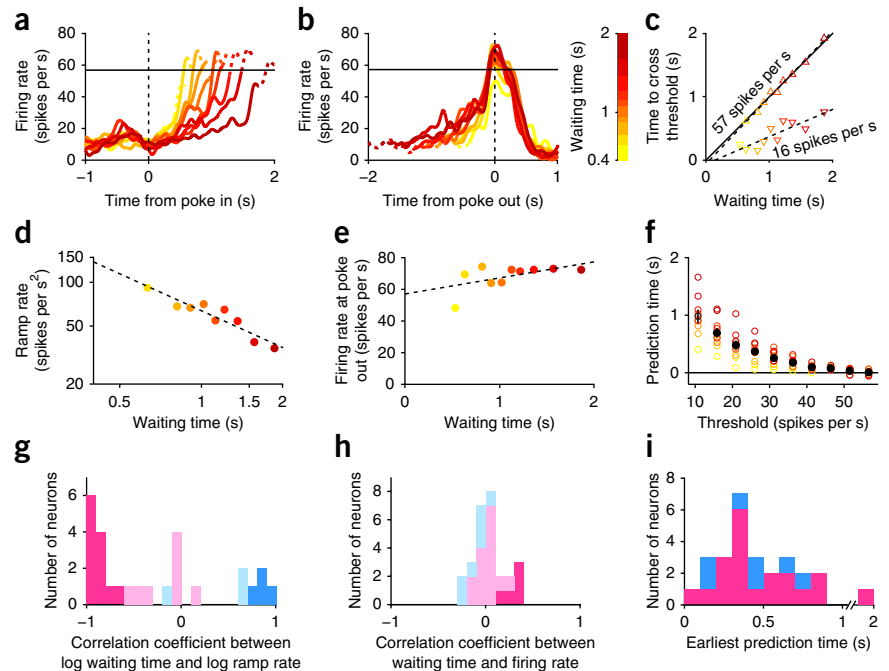 a
Firing rate
(spikes per s)
80
60
40
20
0
−1
0
1
2
Time from poke in (s)
b
Firing rate
(spikes per s)
80
60
40
20
0
−2
−1
0
1
Time from poke out (s)
Waiting time (s)
2
1
0.4
c
Time to cross
threshold (s)
2
1
0
57 spikes per s
16 spikes per s
0
1
2
Waiting time (s)
d
Ramp rate
(spikes per s2)
150
100
50
20
0.5
1
2
Waiting time (s)
e
Firing rate at poke
out (spikes per s)
80
60
40
20
0
0
1
2
Waiting time (s)
f
Prediction time (s)
2
1
0
10
20
30
40
50
Threshold (spikes per s)
g
Number of neurons
6
4
2
0
−1
0
1
Correlation coefficient between
log waiting time and log ramp rate
h
Number of neurons
8
6
4
2
0
−1
0
1
Correlation coefficient between
waiting time and firing rate
i
Number of neurons
8
6
4
2
0
0
0.5
1
2
Earliest prediction time (s)